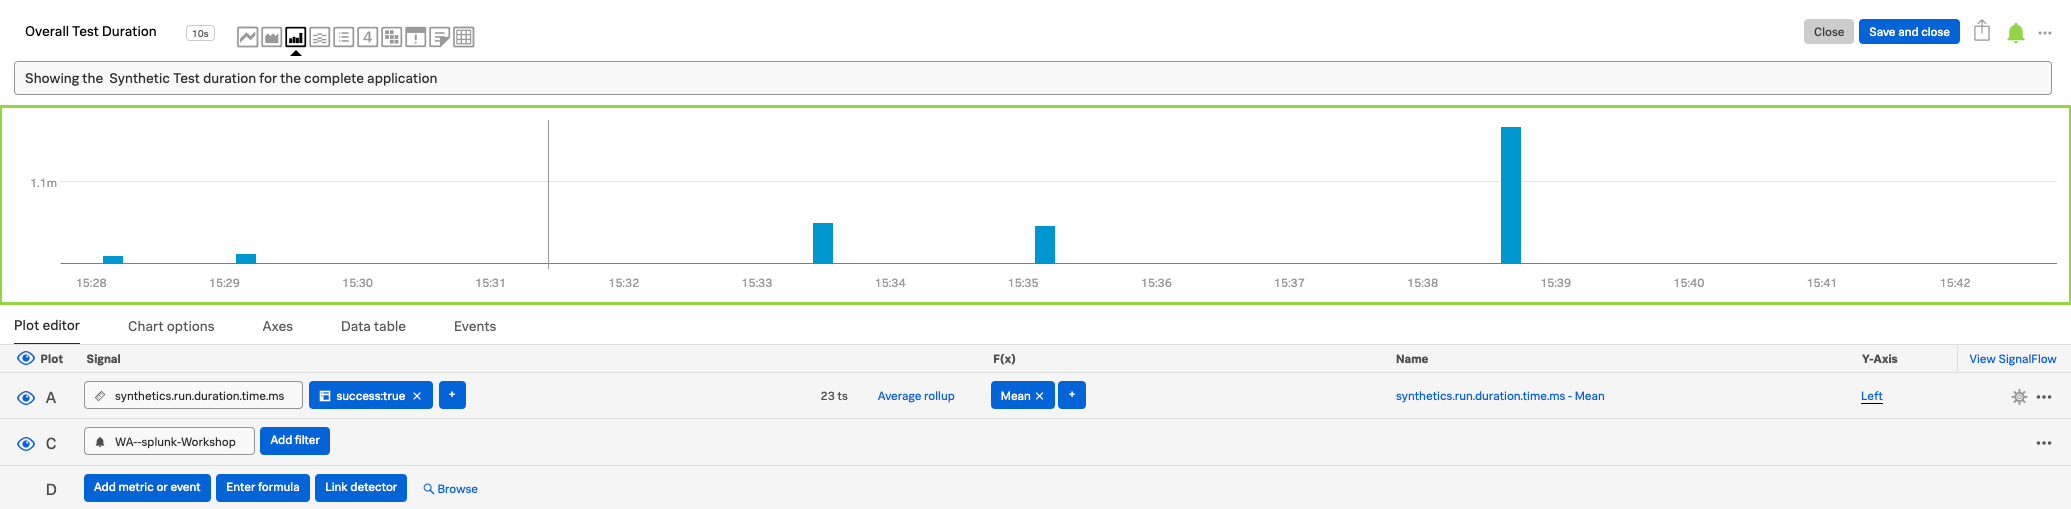 Overall Test Duration 10s 4 Close Save and close
Showing the Synthetic Test duration for the complete application
1.1m
15:28 15:29 15:30 15:31 15:32 15:33 15:34 15:35 15:36 15:37 15:38 15:39 15:40 15:41 15:42
Plot editor Chart options Axes Data table Events
Plot Signal F(x) Name Y-Axis View SignalFlow
A synthetics.run.duration.time.ms success:true × + 23 ts Average rollup Mean × + synthetics.run.duration.time.ms - Mean Left
C WA--splunk-Workshop Add filter
D Add metric or event Enter formula Link detector Browse